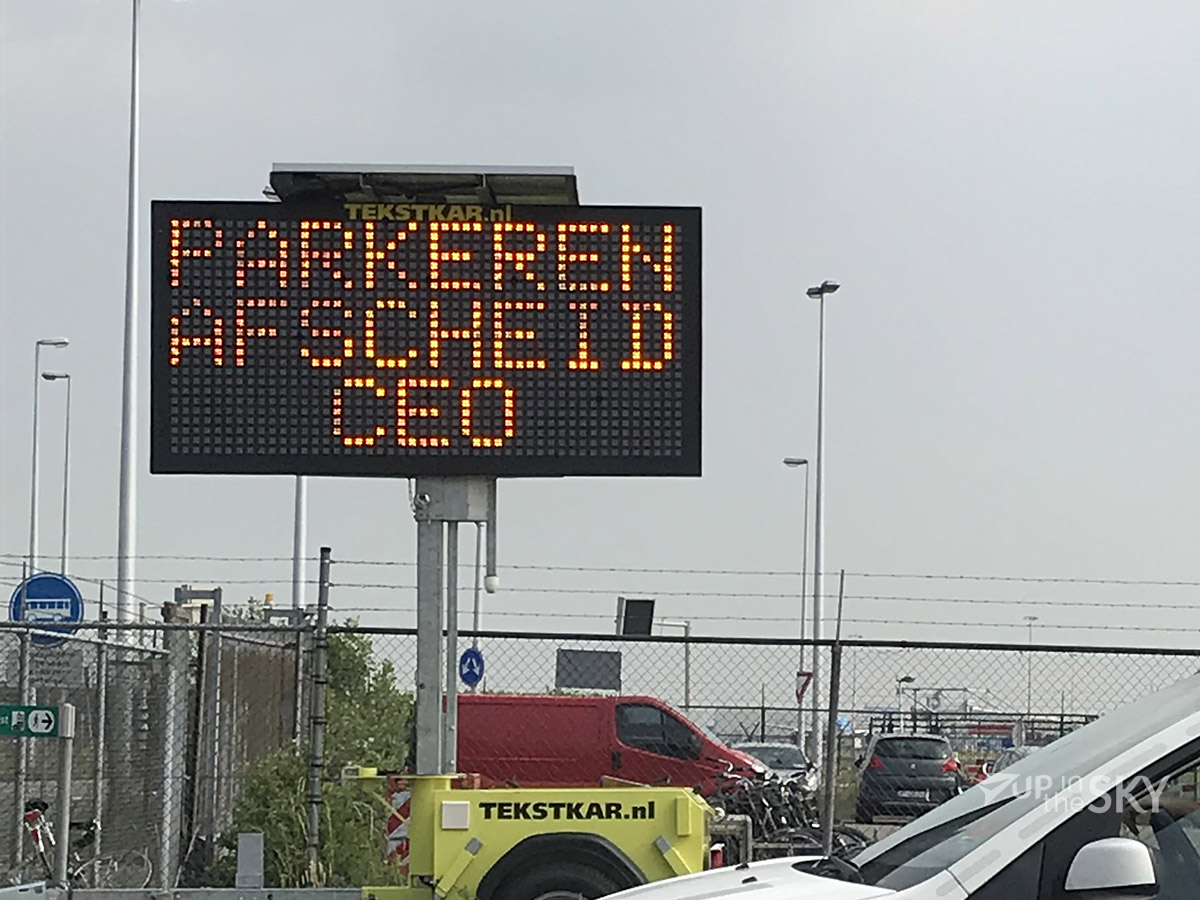 TEKSTKAR.nl
PARKEREN
AFSCHEID
CEO
TEKSTKAR.nl
UP in the SKY